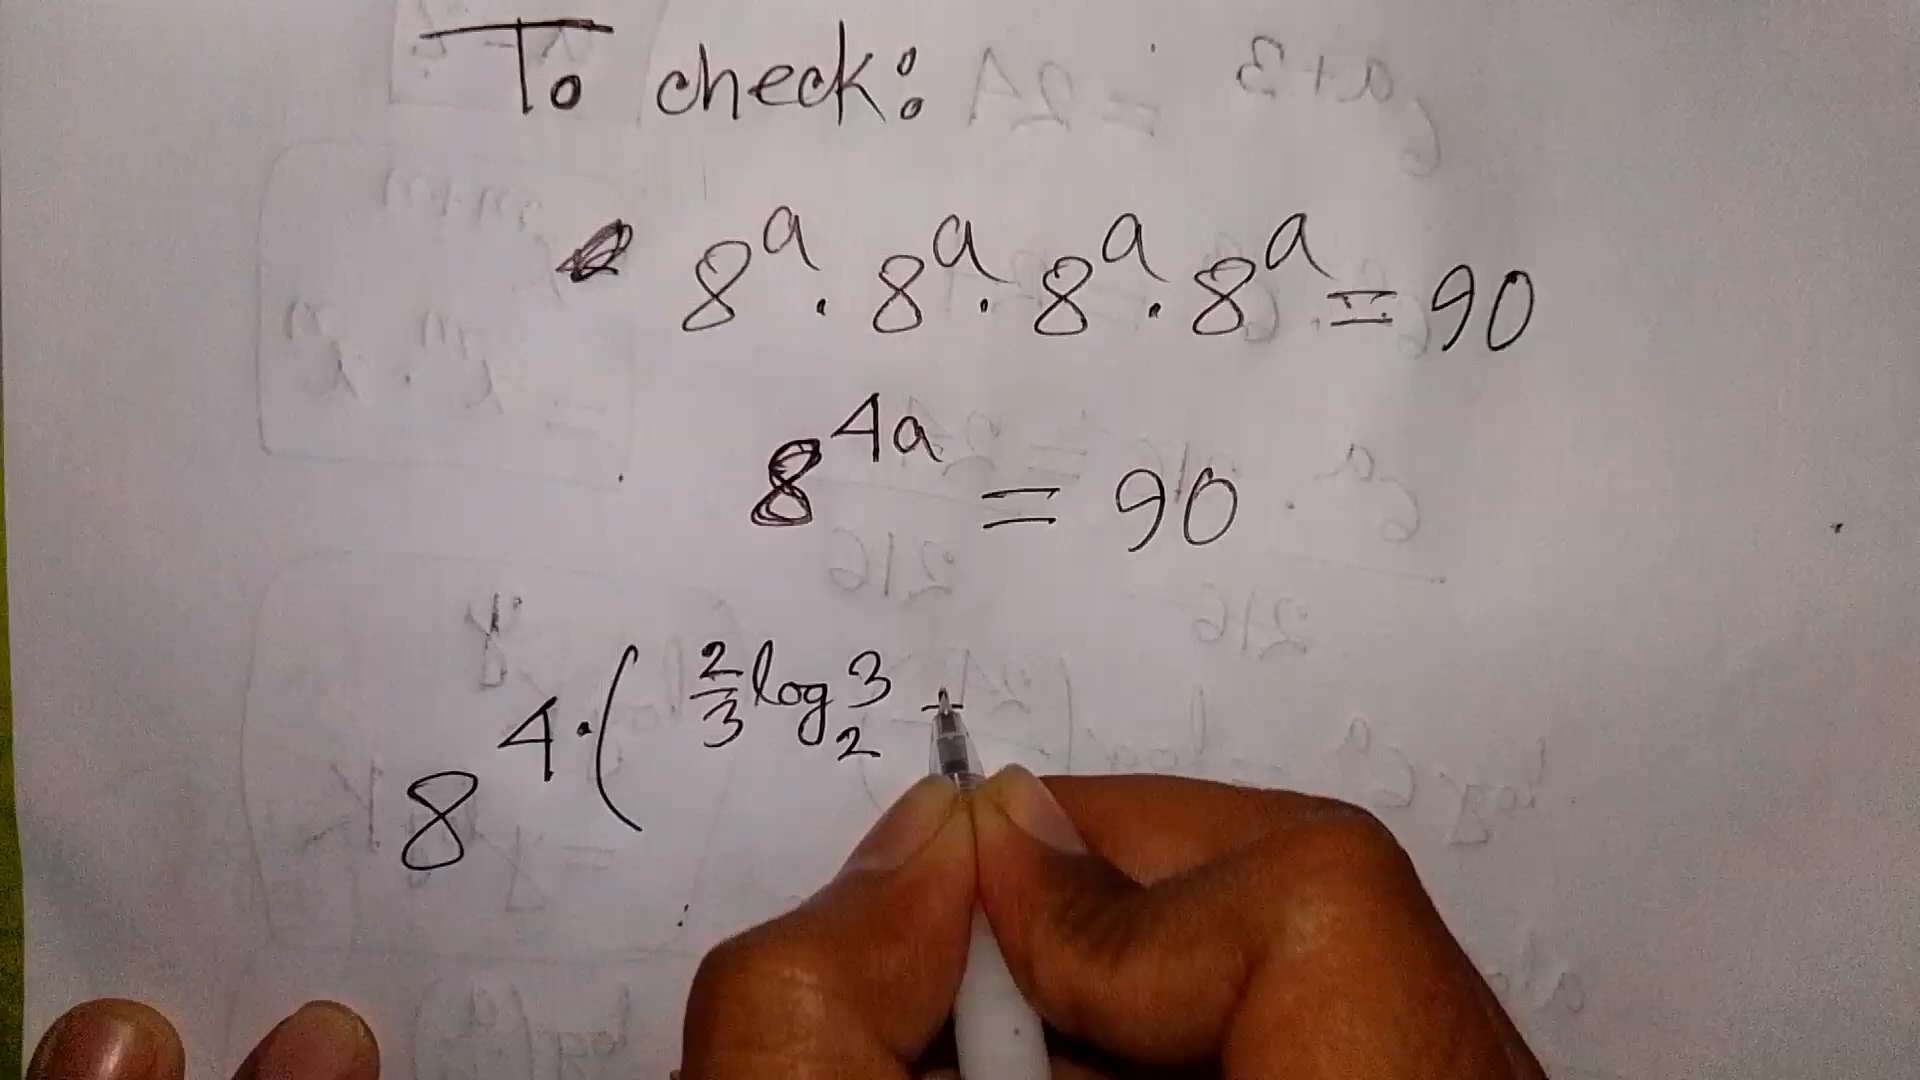 To check:
8^a · 8^a · 8^a · 8^a = 90
8^4a = 90
8^4·( 2/3 log_2 3 +